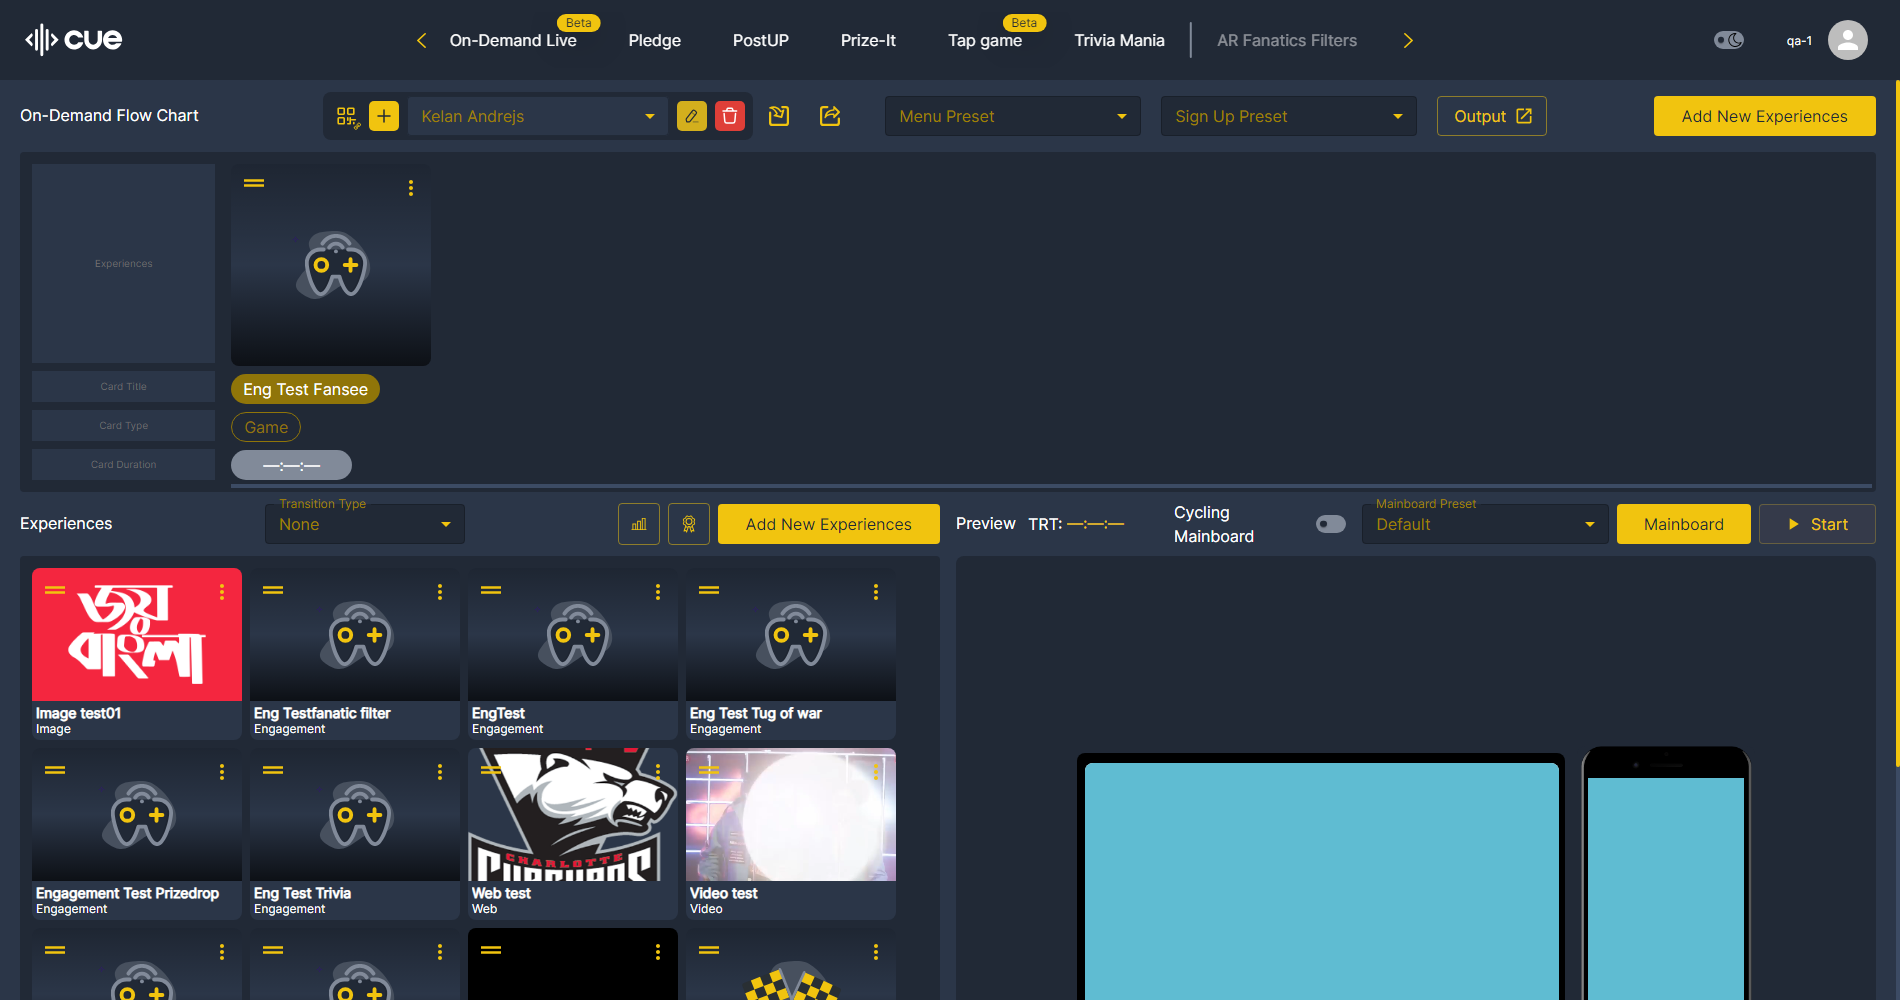 cue
On-Demand Live
Beta
Pledge
PostUP
Prize-It
Tap game
Beta
Trivia Mania
AR Fanatics Filters
qa-1
On-Demand Flow Chart
Kelan Andrejs
Menu Preset
Sign Up Preset
Output
Add New Experiences
Experiences
Card Title
Card Type
Card Duration
Eng Test Fansee
Game
—:—:—
Experiences
Transition Type
None
Add New Experiences
Preview
TRT: —:—:—
Cycling
Mainboard
Mainboard Preset
Default
Mainboard
Start
জয়
বাংলা
Image test01
Image
Eng Testfanatic filter
Engagement
EngTest
Engagement
Eng Test Tug of war
Engagement
Engagement Test Prizedrop
Engagement
Eng Test Trivia
Engagement
CHARLOTTE
Web test
Web
Video test
Video